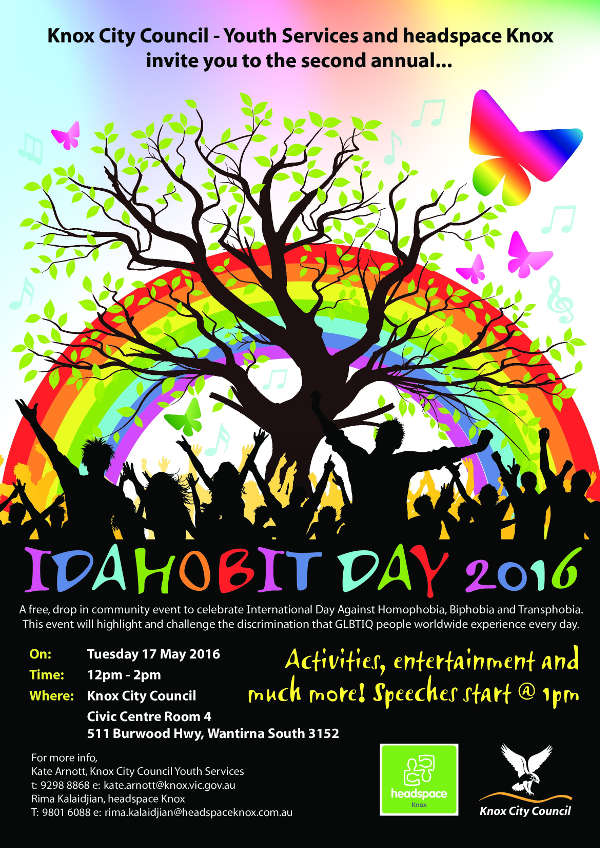 Knox City Council - Youth Services and headspace Knox
invite you to the second annual...
IDAHOBIT DAY 2016
A free, drop in community event to celebrate International Day Against Homophobia, Biphobia and Transphobia.
This event will highlight and challenge the discrimination that GLBTIQ people worldwide experience every day.
On: Tuesday 17 May 2016
Time: 12pm - 2pm
Where: Knox City Council
Civic Centre Room 4
511 Burwood Hwy, Wantirna South 3152
Activities, entertainment and
much more! Speeches start @ 1pm
For more info,
Kate Arnott, Knox City Council Youth Services
t: 9298 8868 e: kate.arnott@knox.vic.gov.au
Rima Kalaidjian, headspace Knox
T: 9801 6088 e: rima.kalaidjian@headspaceknox.com.au
headspace
Knox
Knox City Council